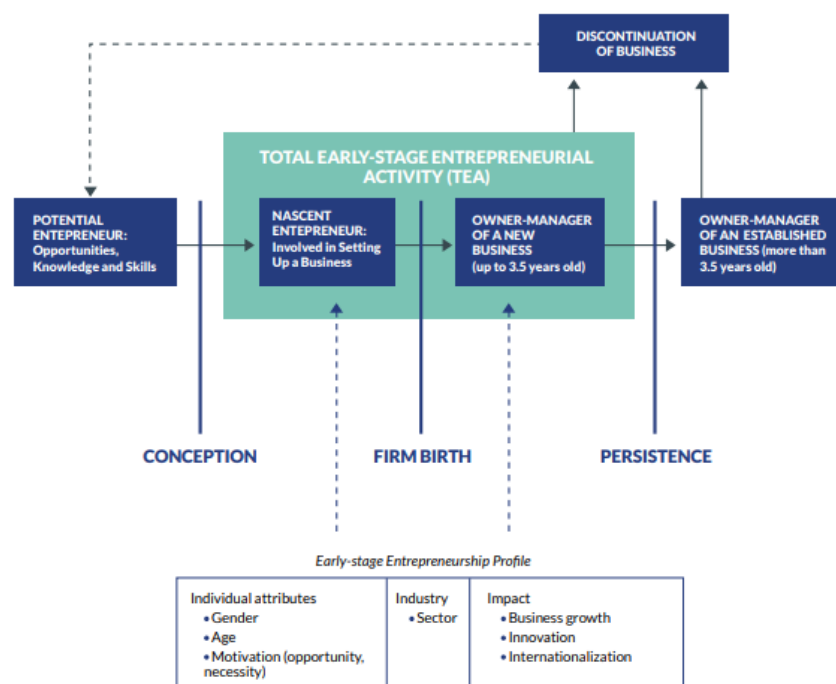 DISCONTINUATION
OF BUSINESS
TOTAL EARLY-STAGE ENTREPRENEURIAL
ACTIVITY (TEA)
POTENTIAL
ENTEPRENEUR:
Opportunities,
Knowledge and Skills
NASCENT
ENTEPRENEUR:
Involved in Setting
Up a Business
OWNER-MANAGER
OF A NEW
BUSINESS
(up to 3.5 years old)
OWNER-MANAGER
OF AN ESTABLISHED
BUSINESS (more than
3.5 years old)
CONCEPTION
FIRM BIRTH
PERSISTENCE
Early-stage Entrepreneurship Profile
Individual attributes
• Gender
• Age
• Motivation (opportunity,
necessity)
Industry
• Sector
Impact
• Business growth
• Innovation
• Internationalization